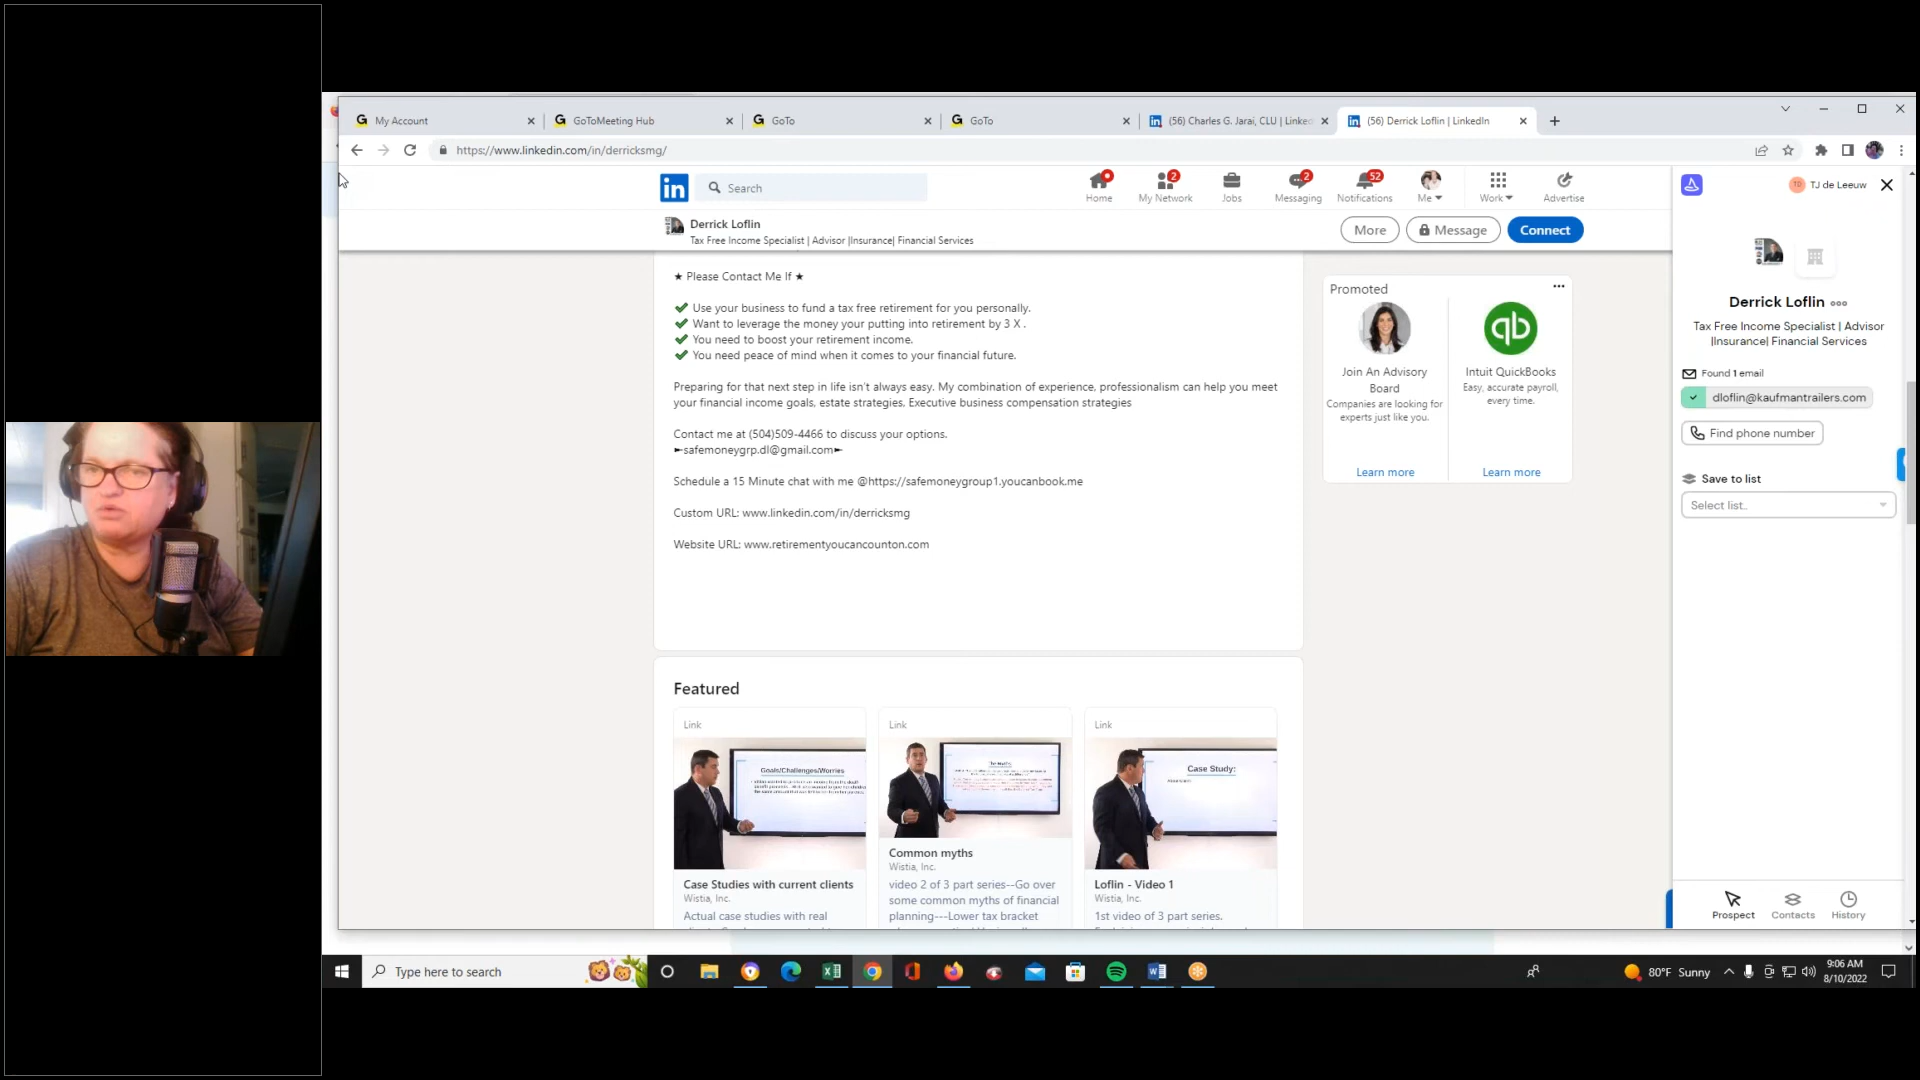 My Account
GoToMeeting Hub
GoTo
GoTo
(56) Charles G. Jarai, CLU | Linked
(56) Derrick Loflin | LinkedIn
https://www.linkedin.com/in/derricksmg/
in
Search
2
2
52
Home
My Network
Jobs
Messaging
Notifications
Me
Work
Advertise
Derrick Loflin
Tax Free Income Specialist | Advisor |Insurance| Financial Services
More
Message
Connect
★ Please Contact Me If ★
✔ Use your business to fund a tax free retirement for you personally.
✔ Want to leverage the money your putting into retirement by 3 X .
✔ You need to boost your retirement income.
✔ You need peace of mind when it comes to your financial future.
Preparing for that next step in life isn't always easy. My combination of experience, professionalism can help you meet
your financial income goals, estate strategies, Executive business compensation strategies
Contact me at (504)509-4466 to discuss your options.
►safemoneygrp.dl@gmail.com►
Schedule a 15 Minute chat with me @https://safemoneygroup1.youcanbook.me
Custom URL: www.linkedin.com/in/derricksmg
Website URL: www.retirementyoucancounton.com
Featured
Link
Goals/Challenges/Worries
Case Studies with current clients
Wistia, Inc.
Actual case studies with real
Link
Common myths
Wistia, Inc.
video 2 of 3 part series--Go over
some common myths of financial
planning---Lower tax bracket
Link
Case Study:
Loflin - Video 1
Wistia, Inc.
1st video of 3 part series.
Promoted
Join An Advisory
Board
Companies are looking for
experts just like you.
Learn more
qb
Intuit QuickBooks
Easy, accurate payroll,
every time.
Learn more
TD
TJ de Leeuw
Derrick Loflin
Tax Free Income Specialist | Advisor
|Insurance| Financial Services
Found 1 email
dloflin@kaufmantrailers.com
Find phone number
Save to list
Select list..
Prospect
Contacts
History
Type here to search
80°F Sunny
9:06 AM
8/10/2022